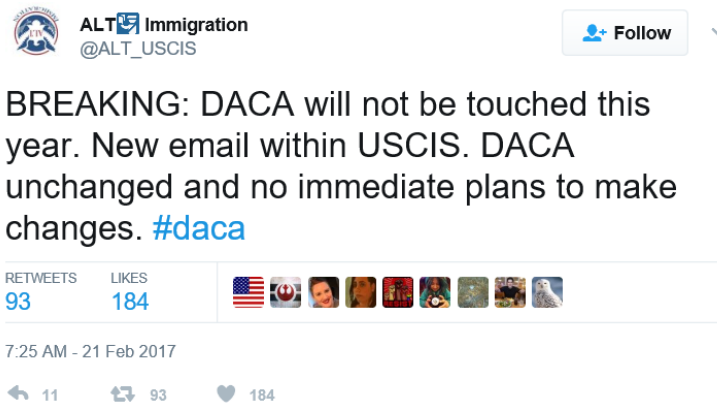 ALT Immigration
@ALT_USCIS
Follow
BREAKING: DACA will not be touched this
year. New email within USCIS. DACA
unchanged and no immediate plans to make
changes. #daca
RETWEETS LIKES
93 184
7:25 AM - 21 Feb 2017
11 93 184